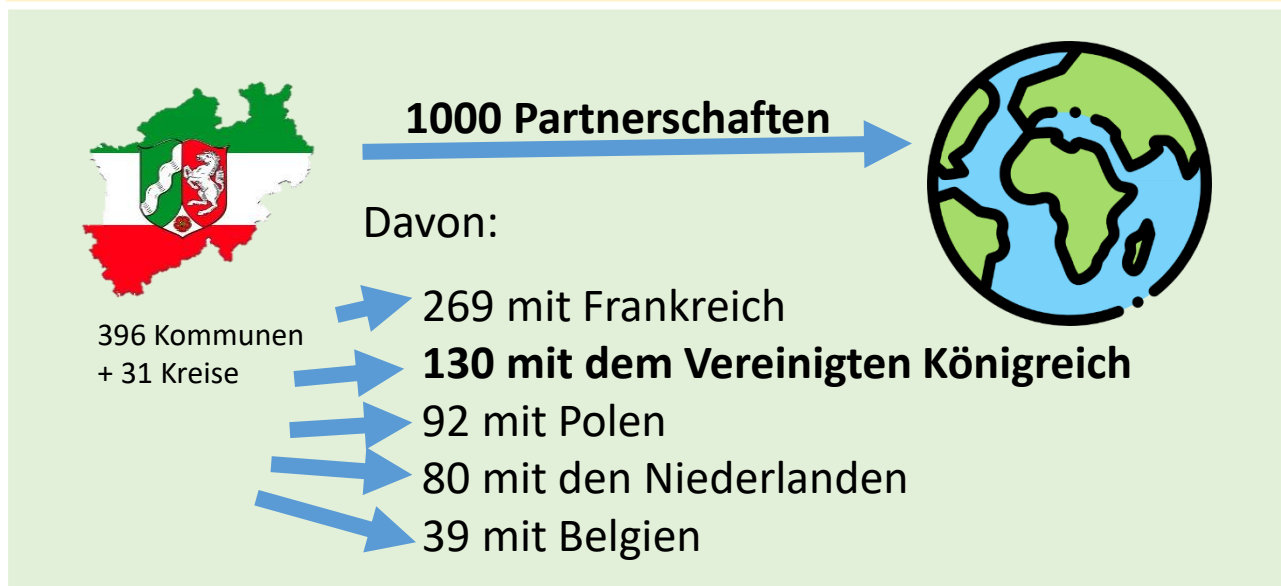 1000 Partnerschaften
Davon:
396 Kommunen
+ 31 Kreise
269 mit Frankreich
130 mit dem Vereinigten Königreich
92 mit Polen
80 mit den Niederlanden
39 mit Belgien